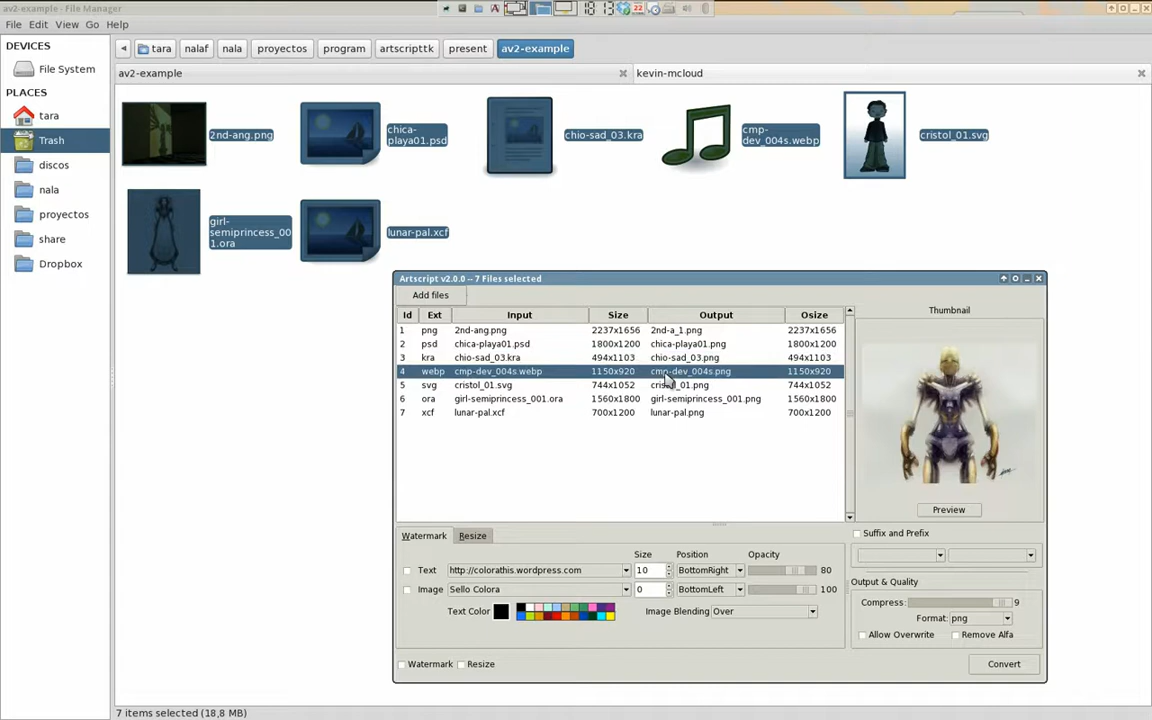 av2-example - File Manager
18 13 22
File Edit View Go Help
DEVICES
File System
PLACES
tara
Trash
discos
nala
proyectos
share
Dropbox
tara nalaf nala proyectos program artscripttk present av2-example
av2-example kevin-mcloud
2nd-ang.png
chica-
playa01.psd
chio-sad_03.kra
cmp-
dev_004s.webp
cristol_01.svg
girl-
semiprincess_00
1.ora
lunar-pal.xcf
Artscript v2.0.0 -- 7 Files selected
Add files
Id Ext Input Size Output Osize
1 png 2nd-ang.png 2237x1656 2nd-a_1.png 2237x1656
2 psd chica-playa01.psd 1800x1200 chica-playa01.png 1800x1200
3 kra chio-sad_03.kra 494x1103 chio-sad_03.png 494x1103
4 webp cmp-dev_004s.webp 1150x920 cmp-dev_004s.png 1150x920
5 svg cristol_01.svg 744x1052 cristol_01.png 744x1052
6 ora girl-semiprincess_001.ora 1560x1800 girl-semiprincess_001.png 1560x1800
7 xcf lunar-pal.xcf 700x1200 lunar-pal.png 700x1200
Thumbnail
Preview
Watermark Resize
Size Position Opacity
Text http://colorathis.wordpress.com 10 BottomRight 80
Image Sello Colora 0 BottomLeft 100
Text Color Image Blending Over
Watermark Resize
Suffix and Prefix
Output & Quality
Compress: 9
Format: png
Allow Overwrite Remove Alfa
Convert
7 items selected (18,8 MB)